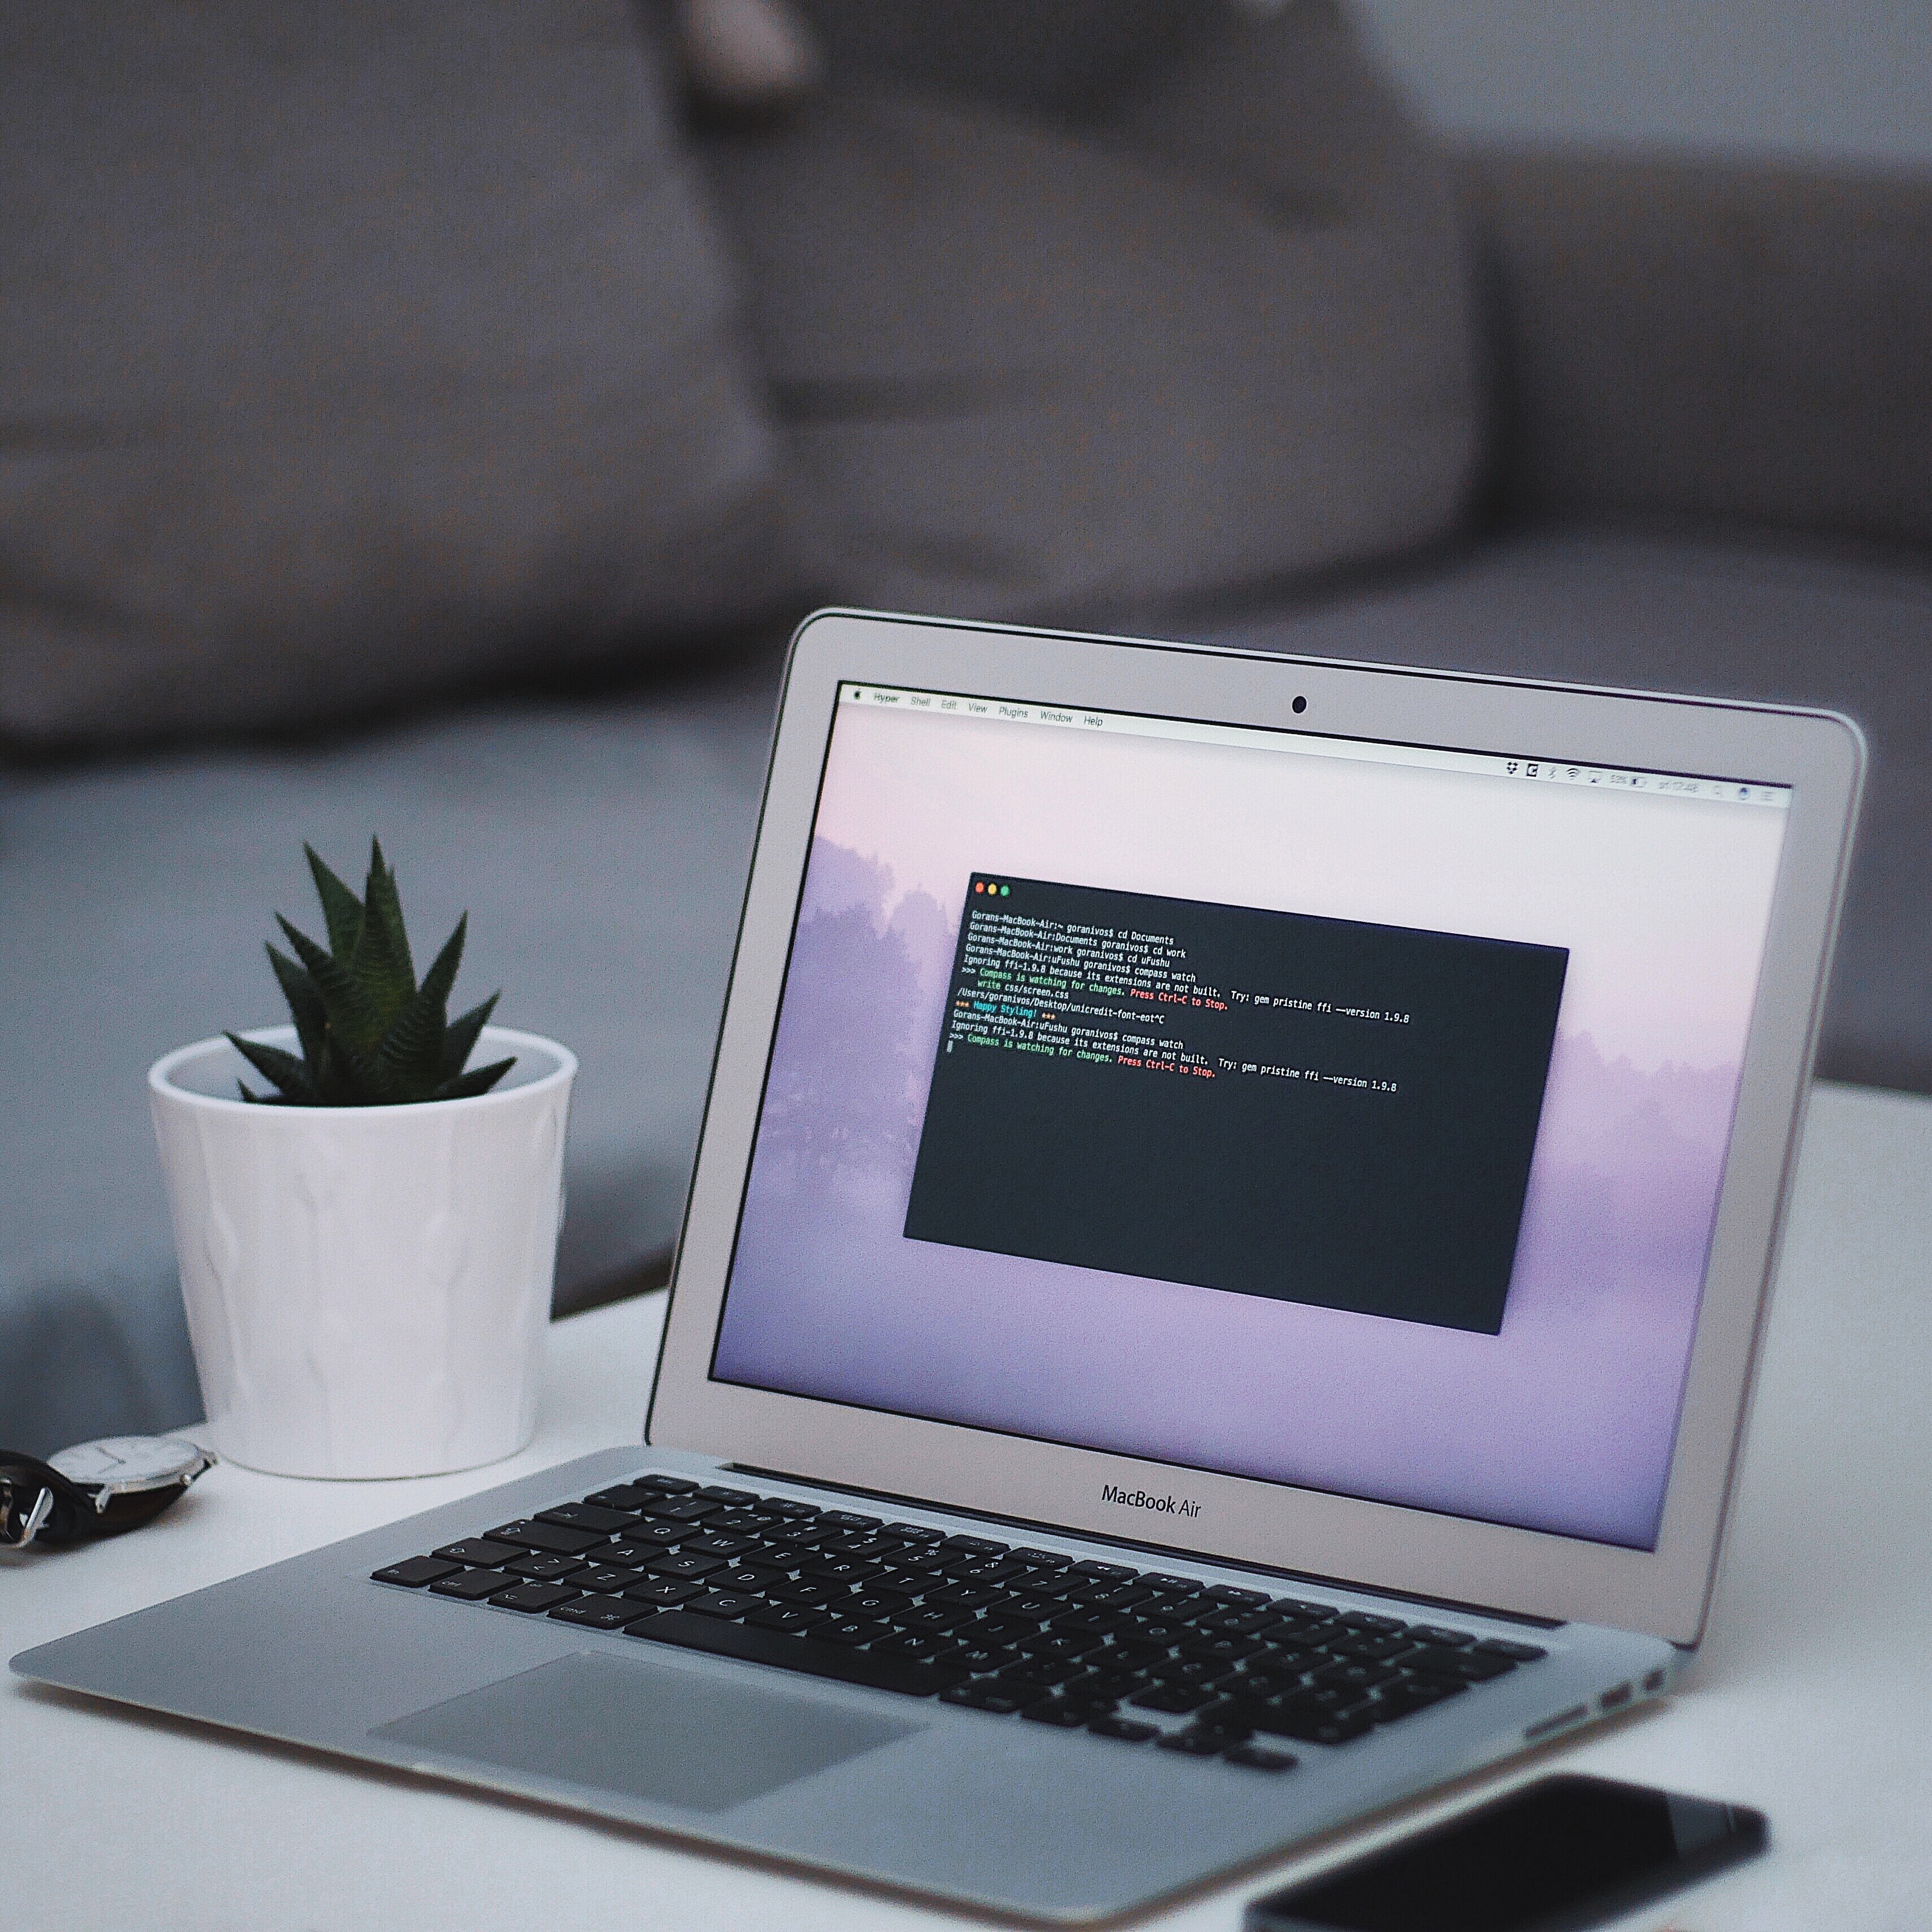 Hyper Shell Edit View Plugins Window Help
53%
Gorans-MacBook-Air:~ goranivos$ cd Documents
Gorans-MacBook-Air:Documents goranivos$ cd work
Gorans-MacBook-Air:work goranivos$ cd uFushu
Gorans-MacBook-Air:uFushu goranivos$ compass watch
Ignoring ffi-1.9.8 because its extensions are not built.  Try: gem pristine ffi --version 1.9.8
>>> Compass is watching for changes. Press Ctrl-C to Stop.
write css/screen.css
/Users/goranivos/Desktop/unicredit-font-eot^C
*** Happy Styling! ***
Gorans-MacBook-Air:uFushu goranivos$ compass watch
Ignoring ffi-1.9.8 because its extensions are not built.  Try: gem pristine ffi --version 1.9.8
>>> Compass is watching for changes. Press Ctrl-C to Stop.
MacBook Air
Q W E R T Y U I O
A S D F G H J K L
Z X C V B N M
cmd ⌘